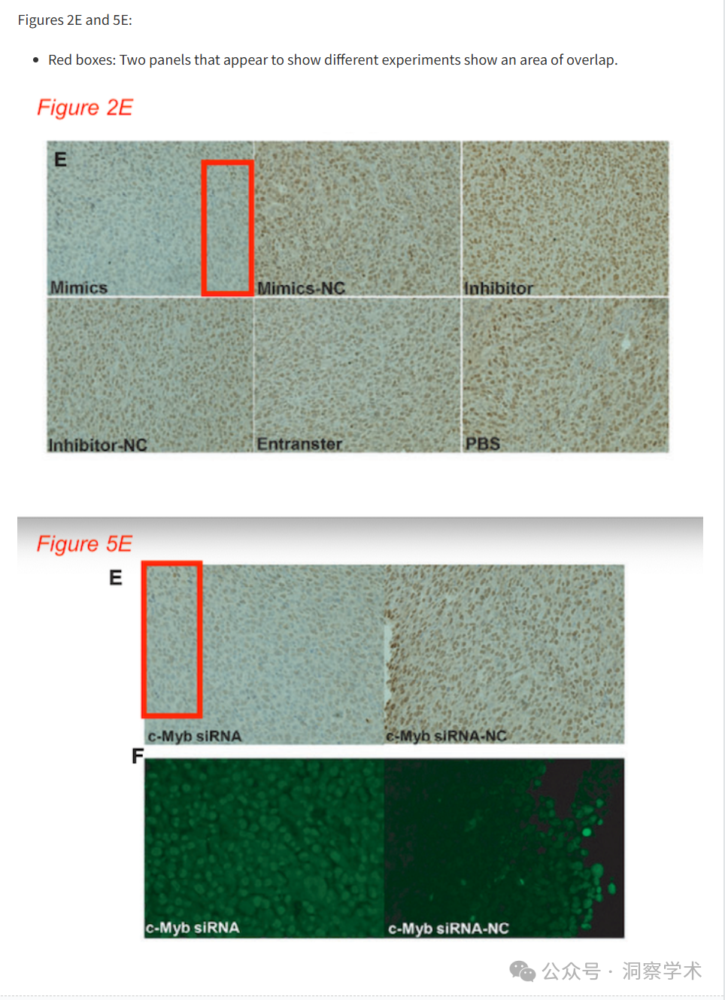 Figures 2E and 5E:
• Red boxes: Two panels that appear to show different experiments show an area of overlap.
Figure 2E
E
Mimics
Mimics-NC
Inhibitor
Inhibitor-NC
Entranster
PBS
Figure 5E
E
c-Myb siRNA
c-Myb siRNA-NC
F
c-Myb siRNA
c-Myb siRNA-NC
公众号 · 洞察学术